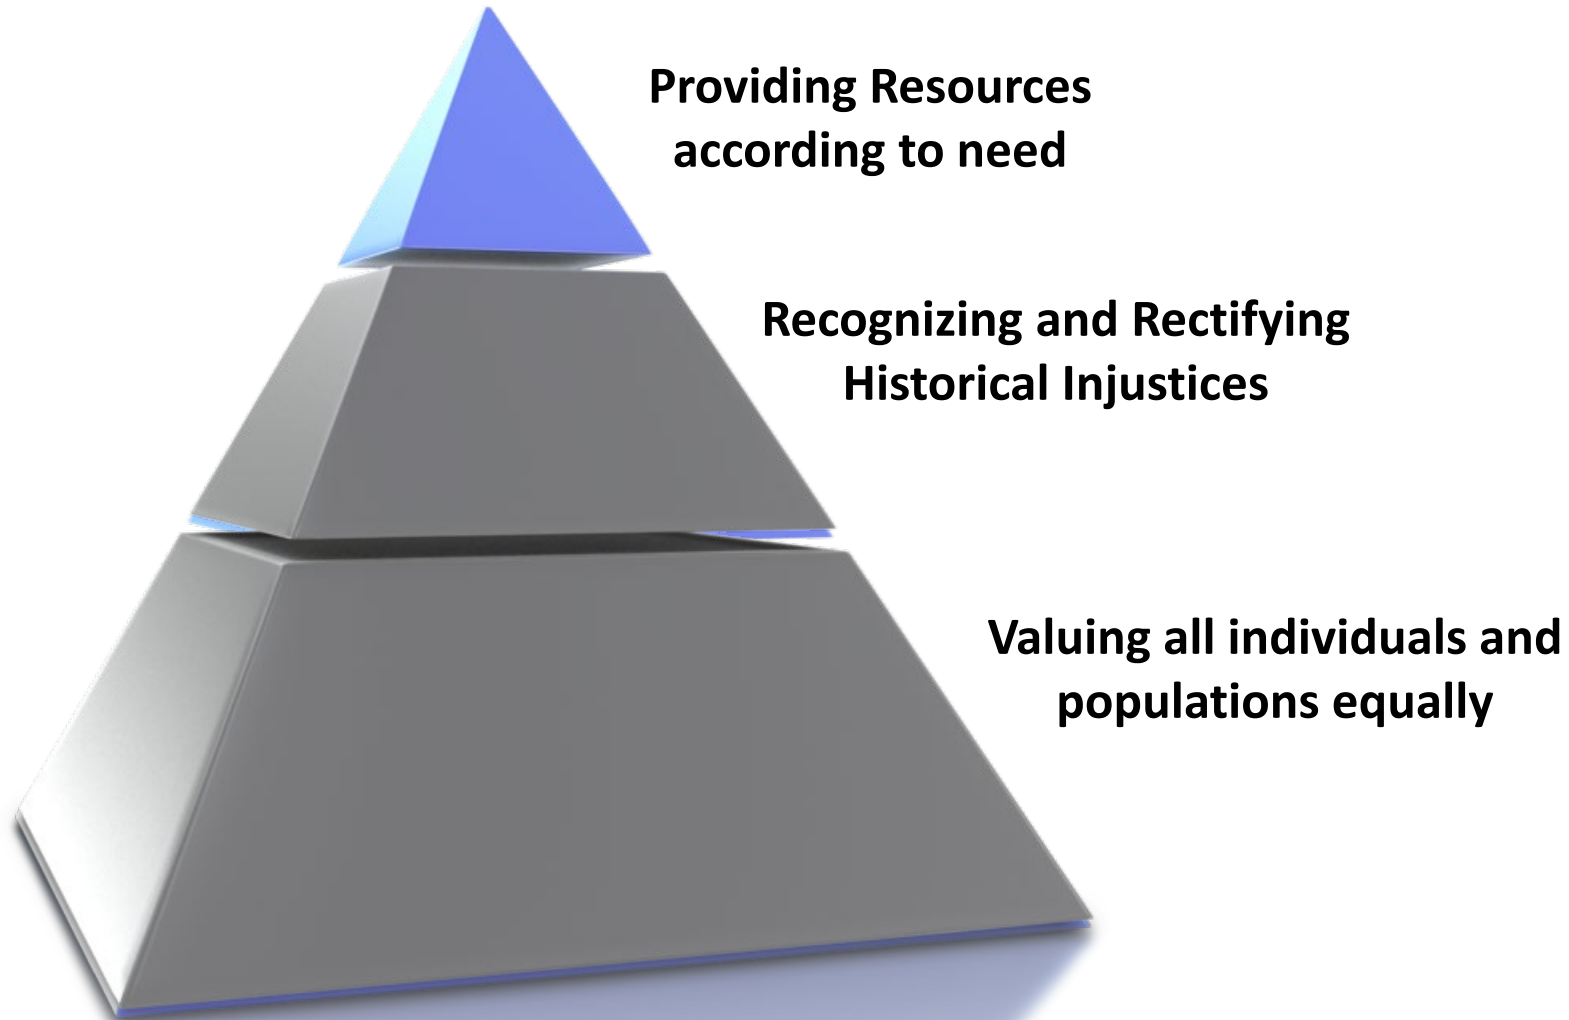 Providing Resources
according to need
Recognizing and Rectifying
Historical Injustices
Valuing all individuals and
populations equally